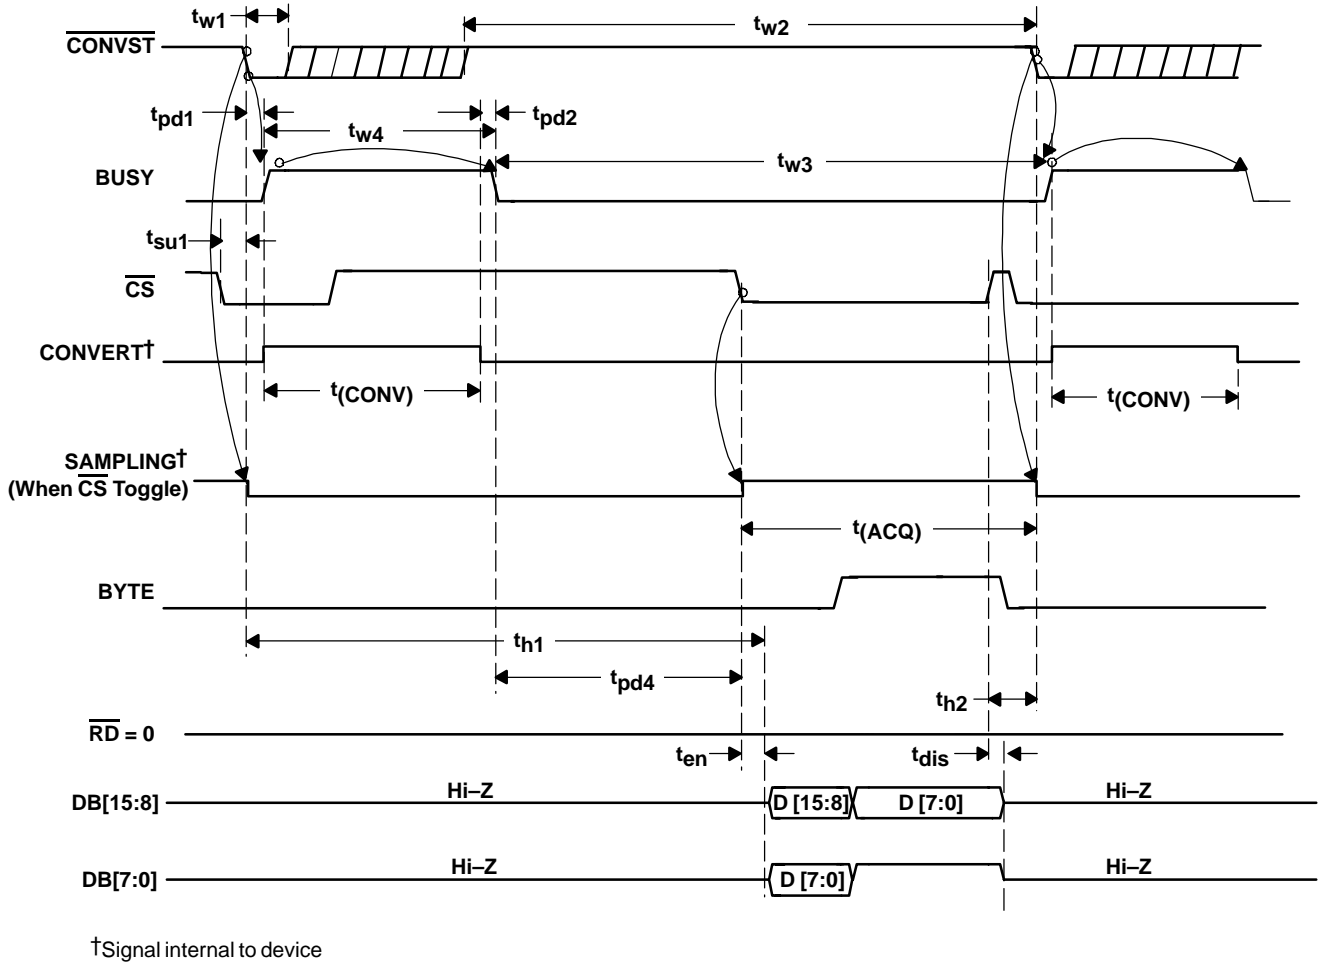 tw1
tw2
CONVST
tpd1
tw4
tpd2
tw3
BUSY
tsu1
CS
CONVERT†
t(CONV)
t(CONV)
SAMPLING†
(When CS Toggle)
t(ACQ)
BYTE
th1
tpd4
th2
RD = 0
ten
tdis
DB[15:8]
Hi–Z
D [15:8]
D [7:0]
Hi–Z
DB[7:0]
Hi–Z
D [7:0]
Hi–Z
†Signal internal to device